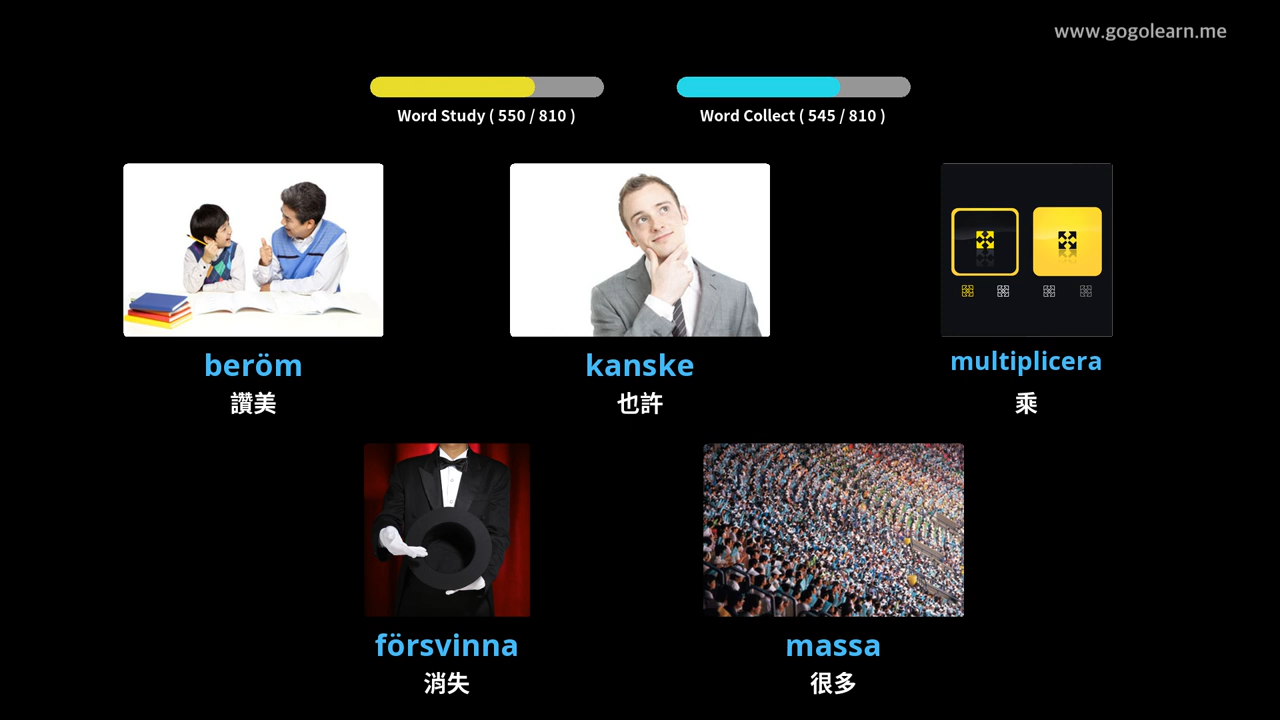 www.gogolearn.me
Word Study ( 550 / 810 )
Word Collect ( 545 / 810 )
beröm
讚美
kanske
也許
multiplicera
乘
försvinna
消失
massa
很多